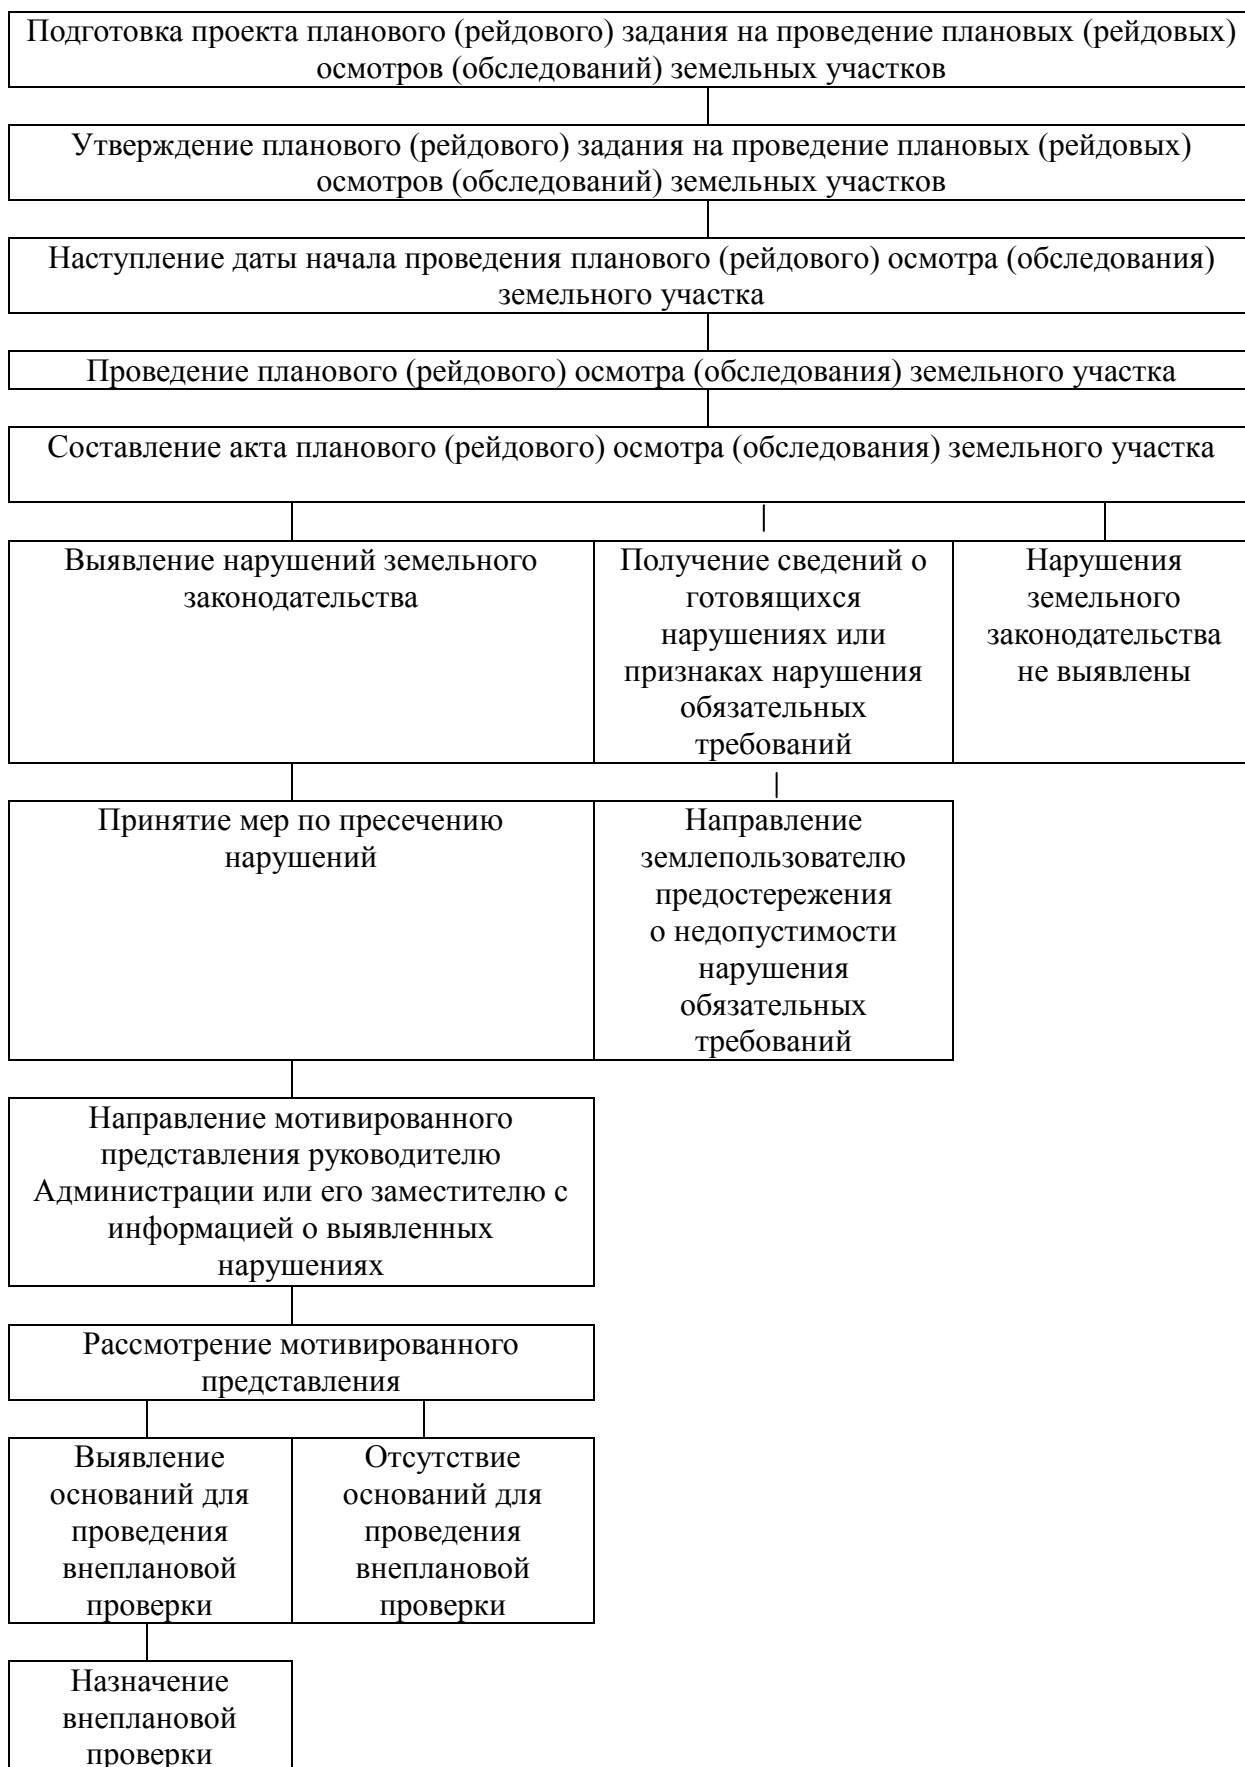 Подготовка проекта планового (рейдового) задания на проведение плановых (рейдовых)
осмотров (обследований) земельных участков
Утверждение планового (рейдового) задания на проведение плановых (рейдовых)
осмотров (обследований) земельных участков
Наступление даты начала проведения планового (рейдового) осмотра (обследования)
земельного участка
Проведение планового (рейдового) осмотра (обследования) земельного участка
Составление акта планового (рейдового) осмотра (обследования) земельного участка
Выявление нарушений земельного
законодательства
Получение сведений о
готовящихся
нарушениях или
признаках нарушения
обязательных
требований
Нарушения
земельного
законодательства
не выявлены
Принятие мер по пресечению
нарушений
Направление
землепользователю
предостережения
о недопустимости
нарушения
обязательных
требований
Направление мотивированного
представления руководителю
Администрации или его заместителю с
информацией о выявленных
нарушениях
Рассмотрение мотивированного
представления
Выявление
оснований для
проведения
внеплановой
проверки
Отсутствие
оснований для
проведения
внеплановой
проверки
Назначение
внеплановой
проверки